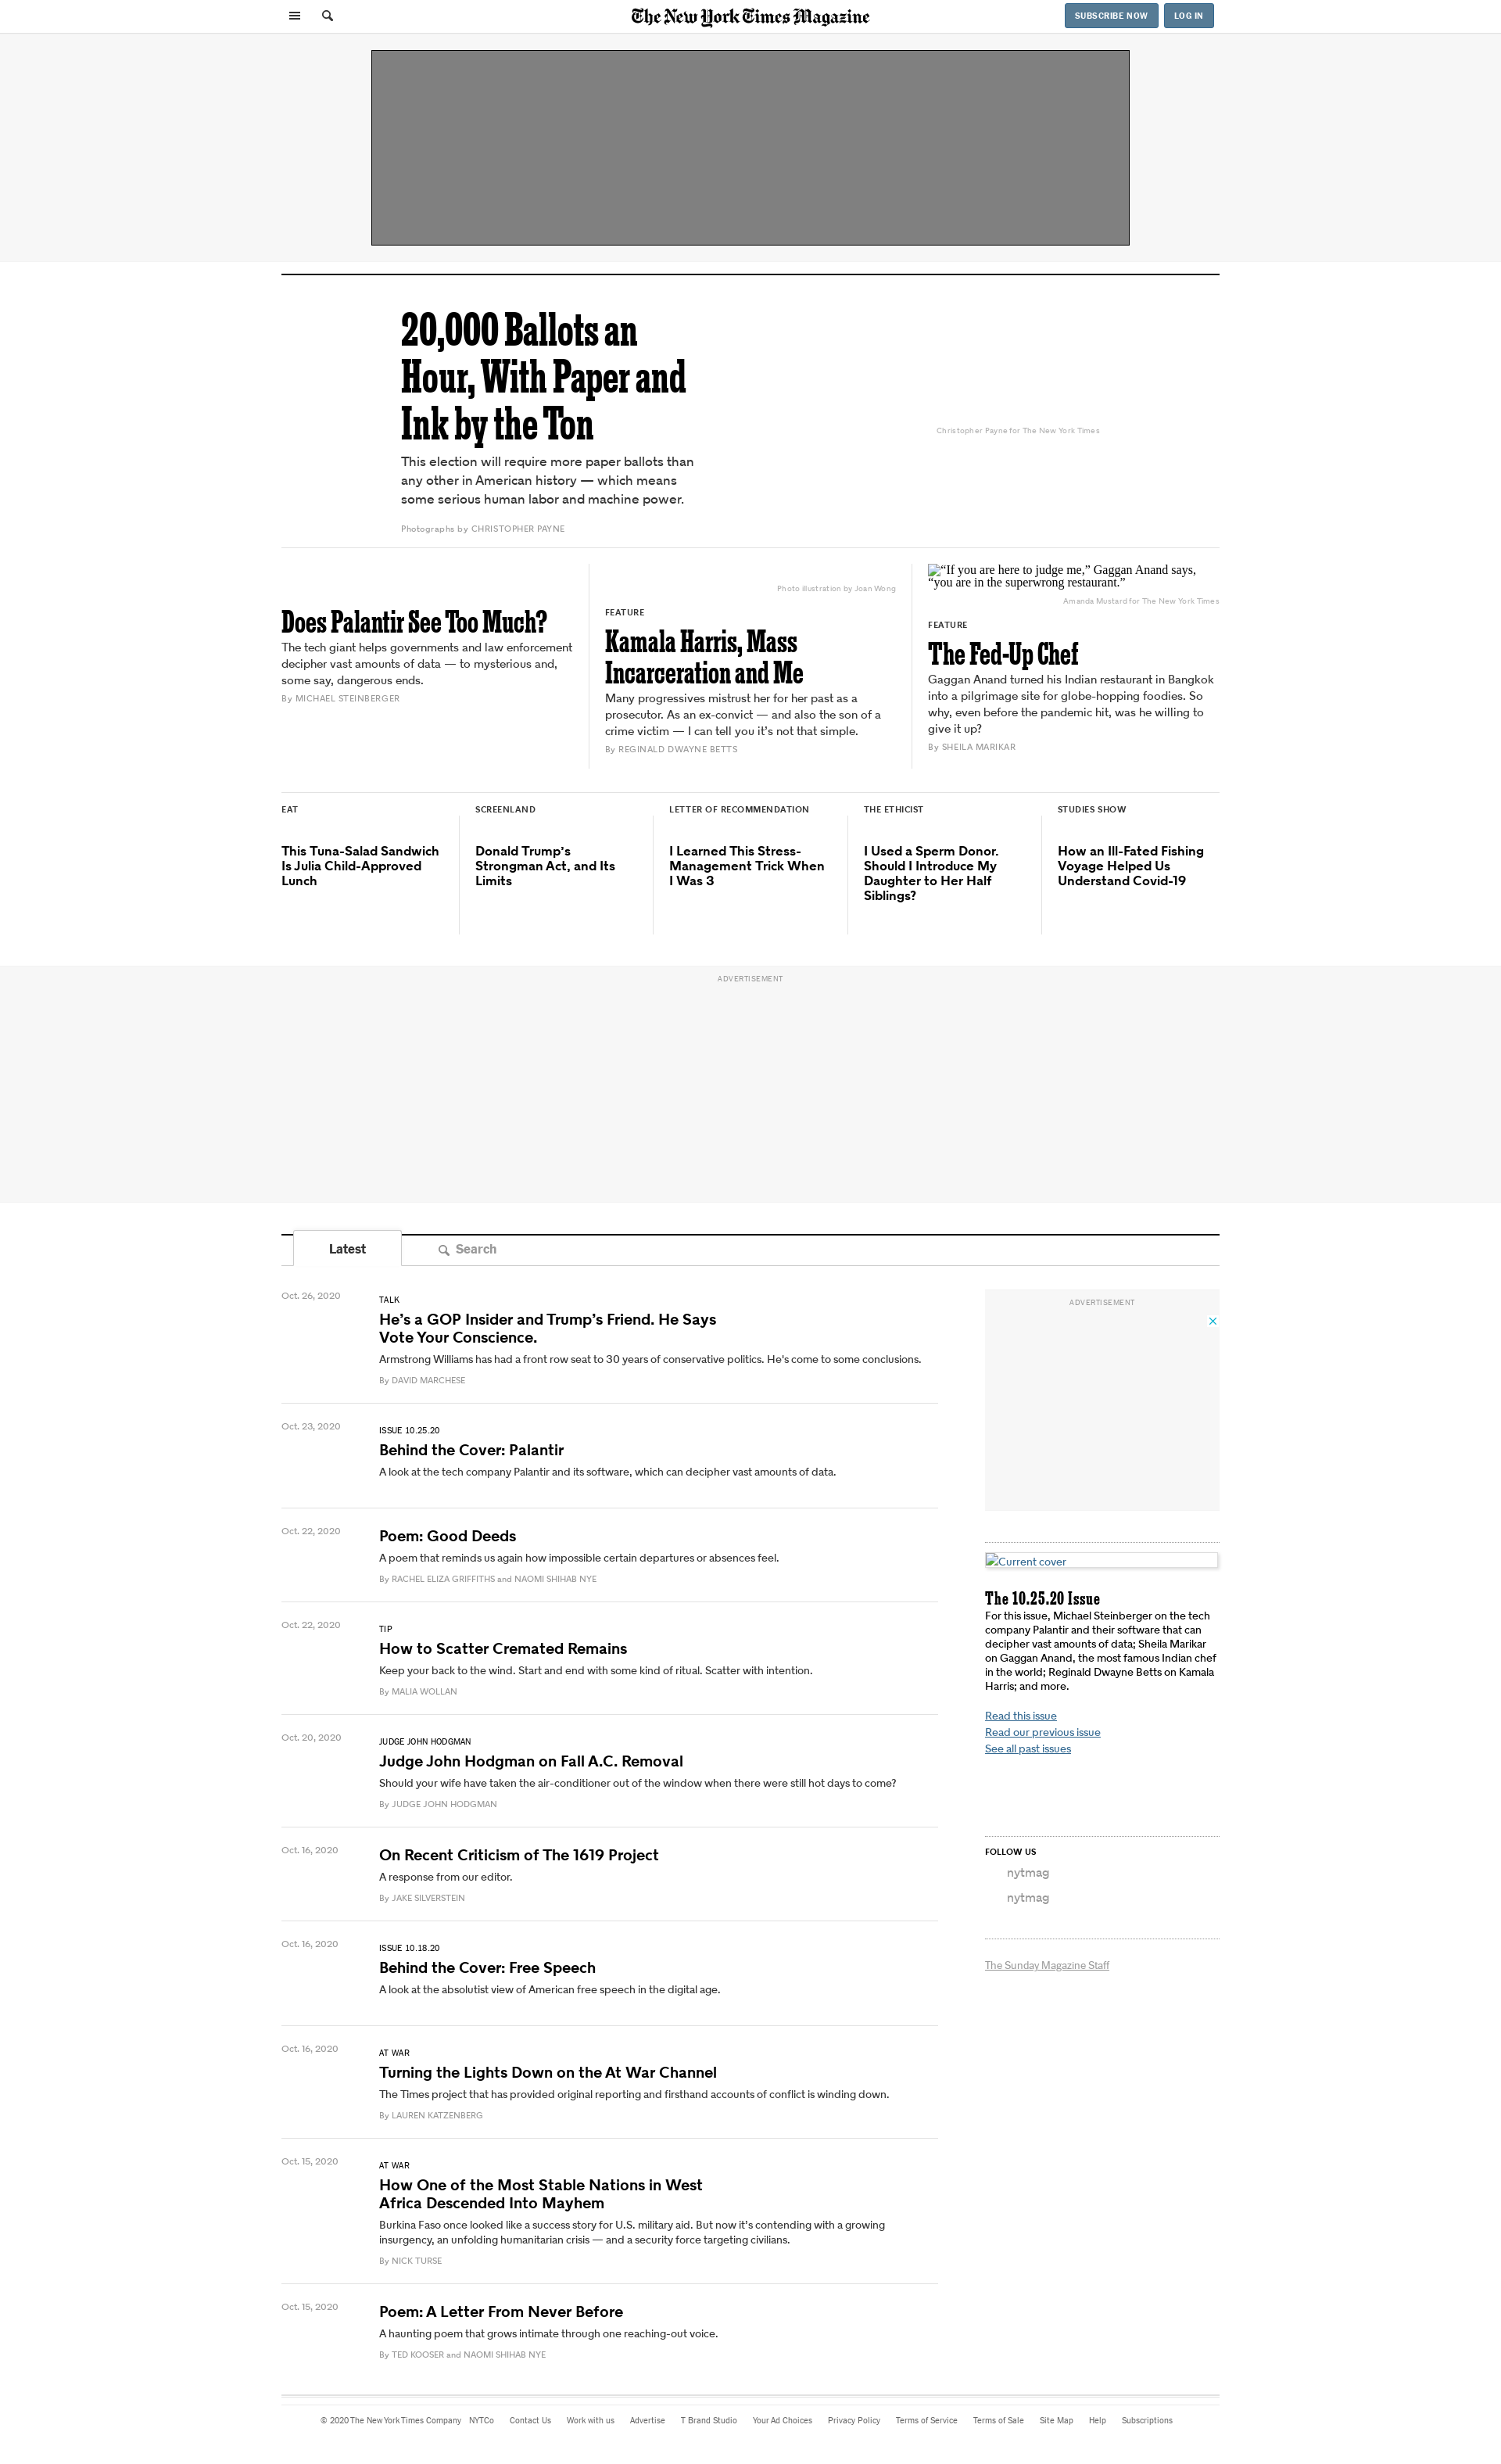 The New York Times Magazine
SUBSCRIBE NOW
LOG IN
20,000 Ballots an
Hour, With Paper and
Ink by the Ton
This election will require more paper ballots than
any other in American history — which means
some serious human labor and machine power.
Photographs by CHRISTOPHER PAYNE
Christopher Payne for The New York Times
Does Palantir See Too Much?
The tech giant helps governments and law enforcement
decipher vast amounts of data — to mysterious and,
some say, dangerous ends.
By MICHAEL STEINBERGER
Photo illustration by Joan Wong
FEATURE
Kamala Harris, Mass
Incarceration and Me
Many progressives mistrust her for her past as a
prosecutor. As an ex-convict — and also the son of a
crime victim — I can tell you it’s not that simple.
By REGINALD DWAYNE BETTS
“If you are here to judge me,” Gaggan Anand says,
“you are in the superwrong restaurant.”
Amanda Mustard for The New York Times
FEATURE
The Fed-Up Chef
Gaggan Anand turned his Indian restaurant in Bangkok
into a pilgrimage site for globe-hopping foodies. So
why, even before the pandemic hit, was he willing to
give it up?
By SHEILA MARIKAR
EAT
This Tuna-Salad Sandwich
Is Julia Child-Approved
Lunch
SCREENLAND
Donald Trump’s
Strongman Act, and Its
Limits
LETTER OF RECOMMENDATION
I Learned This Stress-
Management Trick When
I Was 3
THE ETHICIST
I Used a Sperm Donor.
Should I Introduce My
Daughter to Her Half
Siblings?
STUDIES SHOW
How an Ill-Fated Fishing
Voyage Helped Us
Understand Covid-19
ADVERTISEMENT
Latest
Search
Oct. 26, 2020
TALK
He’s a GOP Insider and Trump’s Friend. He Says
Vote Your Conscience.
Armstrong Williams has had a front row seat to 30 years of conservative politics. He's come to some conclusions.
By DAVID MARCHESE
Oct. 23, 2020
ISSUE 10.25.20
Behind the Cover: Palantir
A look at the tech company Palantir and its software, which can decipher vast amounts of data.
Oct. 22, 2020
Poem: Good Deeds
A poem that reminds us again how impossible certain departures or absences feel.
By RACHEL ELIZA GRIFFITHS and NAOMI SHIHAB NYE
Oct. 22, 2020
TIP
How to Scatter Cremated Remains
Keep your back to the wind. Start and end with some kind of ritual. Scatter with intention.
By MALIA WOLLAN
Oct. 20, 2020
JUDGE JOHN HODGMAN
Judge John Hodgman on Fall A.C. Removal
Should your wife have taken the air-conditioner out of the window when there were still hot days to come?
By JUDGE JOHN HODGMAN
Oct. 16, 2020
On Recent Criticism of The 1619 Project
A response from our editor.
By JAKE SILVERSTEIN
Oct. 16, 2020
ISSUE 10.18.20
Behind the Cover: Free Speech
A look at the absolutist view of American free speech in the digital age.
Oct. 16, 2020
AT WAR
Turning the Lights Down on the At War Channel
The Times project that has provided original reporting and firsthand accounts of conflict is winding down.
By LAUREN KATZENBERG
Oct. 15, 2020
AT WAR
How One of the Most Stable Nations in West
Africa Descended Into Mayhem
Burkina Faso once looked like a success story for U.S. military aid. But now it’s contending with a growing
insurgency, an unfolding humanitarian crisis — and a security force targeting civilians.
By NICK TURSE
Oct. 15, 2020
Poem: A Letter From Never Before
A haunting poem that grows intimate through one reaching-out voice.
By TED KOOSER and NAOMI SHIHAB NYE
ADVERTISEMENT
Current cover
The 10.25.20 Issue
For this issue, Michael Steinberger on the tech
company Palantir and their software that can
decipher vast amounts of data; Sheila Marikar
on Gaggan Anand, the most famous Indian chef
in the world; Reginald Dwayne Betts on Kamala
Harris; and more.
Read this issue
Read our previous issue
See all past issues
FOLLOW US
nytmag
nytmag
The Sunday Magazine Staff
© 2020 The New York Times Company NYTCo Contact Us Work with us Advertise T Brand Studio Your Ad Choices Privacy Policy Terms of Service Terms of Sale Site Map Help Subscriptions